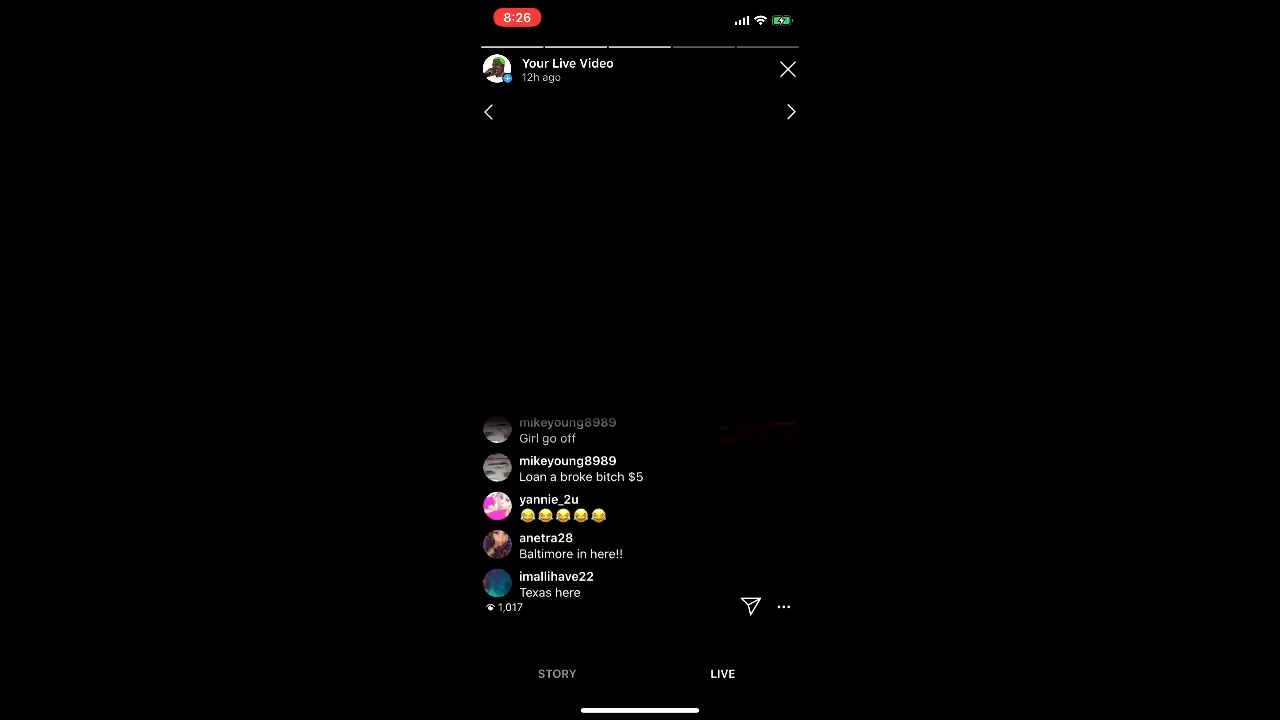 8:26
Your Live Video
12h ago
mikeyoung8989
Girl go off
mikeyoung8989
Loan a broke bitch $5
yannie_2u
😂😂😂😂😂
anetra28
Baltimore in here!!
imallihave22
Texas here
1,017
STORY
LIVE